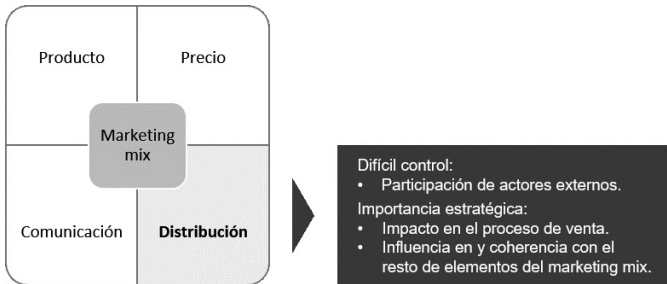 Producto
Precio
Marketing
mix
Comunicación
Distribución
Difícil control:
• Participación de actores externos.
Importancia estratégica:
• Impacto en el proceso de venta.
• Influencia en y coherencia con el
resto de elementos del marketing mix.